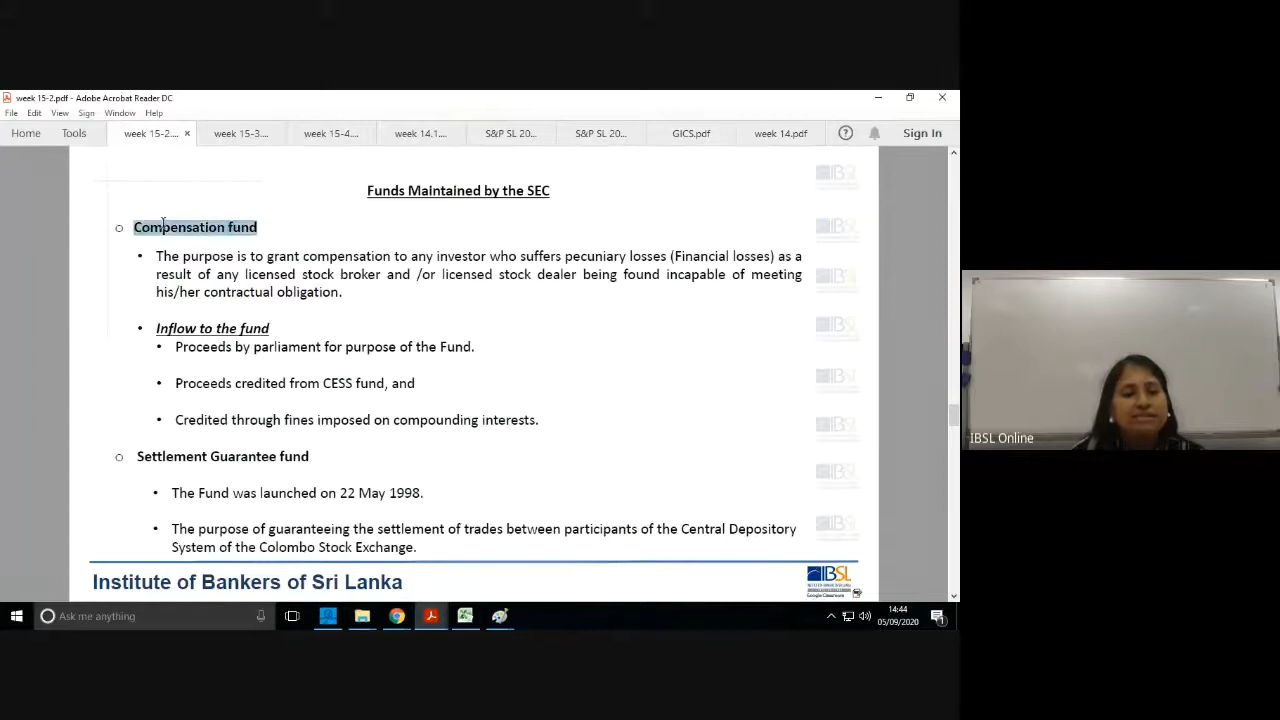 week 15-2.pdf - Adobe Acrobat Reader DC
File Edit View Sign Window Help
Home Tools week 15-2.... × week 15-3.... week 15-4.... week 14.1.... S&P SL 20... S&P SL 20... GICS.pdf week 14.pdf Sign In
Funds Maintained by the SEC
Compensation fund
The purpose is to grant compensation to any investor who suffers pecuniary losses (Financial losses) as a
result of any licensed stock broker and /or licensed stock dealer being found incapable of meeting
his/her contractual obligation.
Inflow to the fund
Proceeds by parliament for purpose of the Fund.
Proceeds credited from CESS fund, and
Credited through fines imposed on compounding interests.
Settlement Guarantee fund
The Fund was launched on 22 May 1998.
The purpose of guaranteeing the settlement of trades between participants of the Central Depository
System of the Colombo Stock Exchange.
Institute of Bankers of Sri Lanka
IBSL
Ask me anything
14:44
05/09/2020
IBSL Online